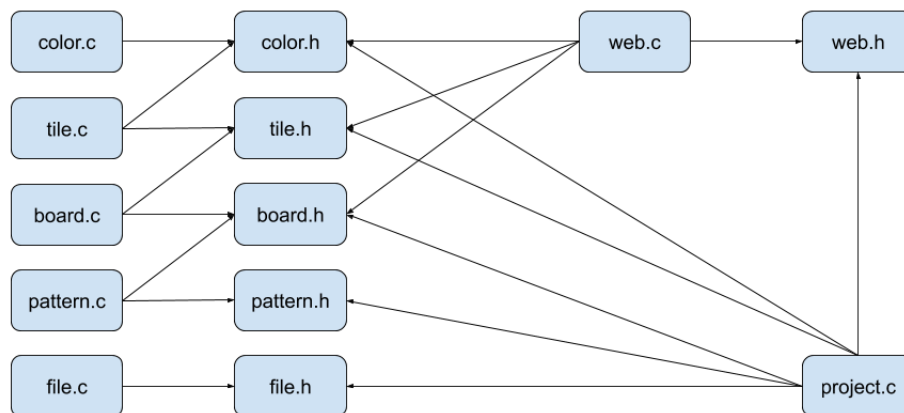 color.c
color.h
web.c
web.h
tile.c
tile.h
board.c
board.h
pattern.c
pattern.h
file.c
file.h
project.c